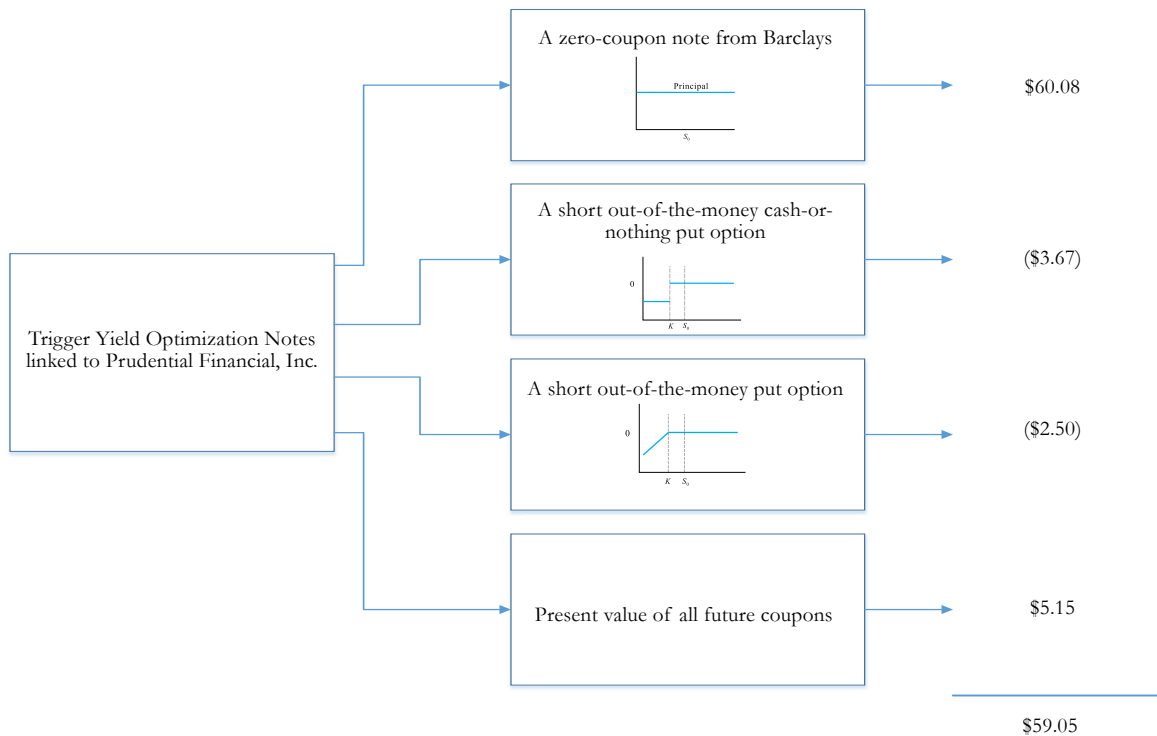 A zero-coupon note from Barclays
Principal
S₀
$60.08
A short out-of-the-money cash-or-
nothing put option
0
K S₀
($3.67)
Trigger Yield Optimization Notes
linked to Prudential Financial, Inc.
A short out-of-the-money put option
0
K S₀
($2.50)
Present value of all future coupons
$5.15
$59.05